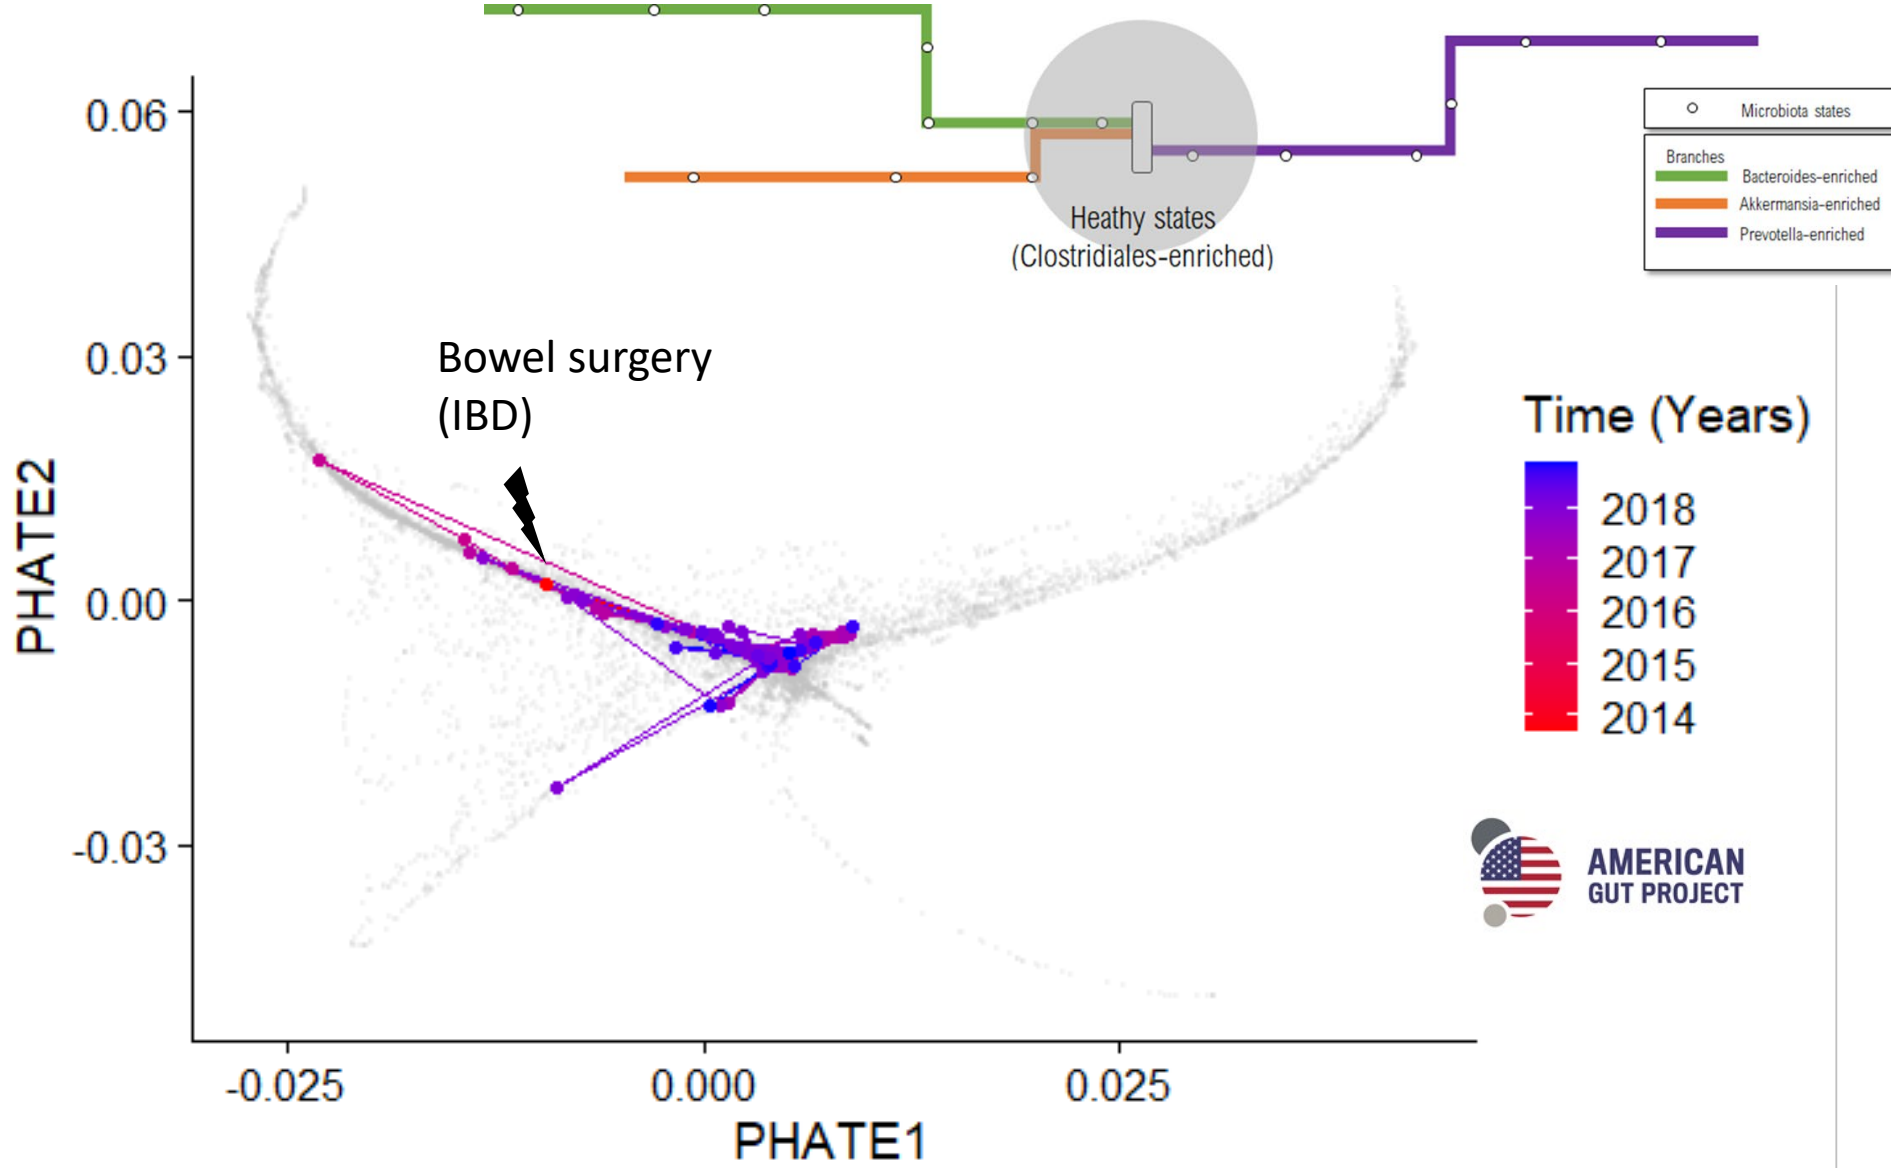 Microbiota states
Branches
Bacteroides-enriched
Akkermansia-enriched
Prevotella-enriched
Heathy states
(Clostridiales-enriched)
0.06
0.03
0.00
-0.03
PHATE2
Bowel surgery
(IBD)
Time (Years)
2018
2017
2016
2015
2014
AMERICAN
GUT PROJECT
-0.025
0.000
0.025
PHATE1